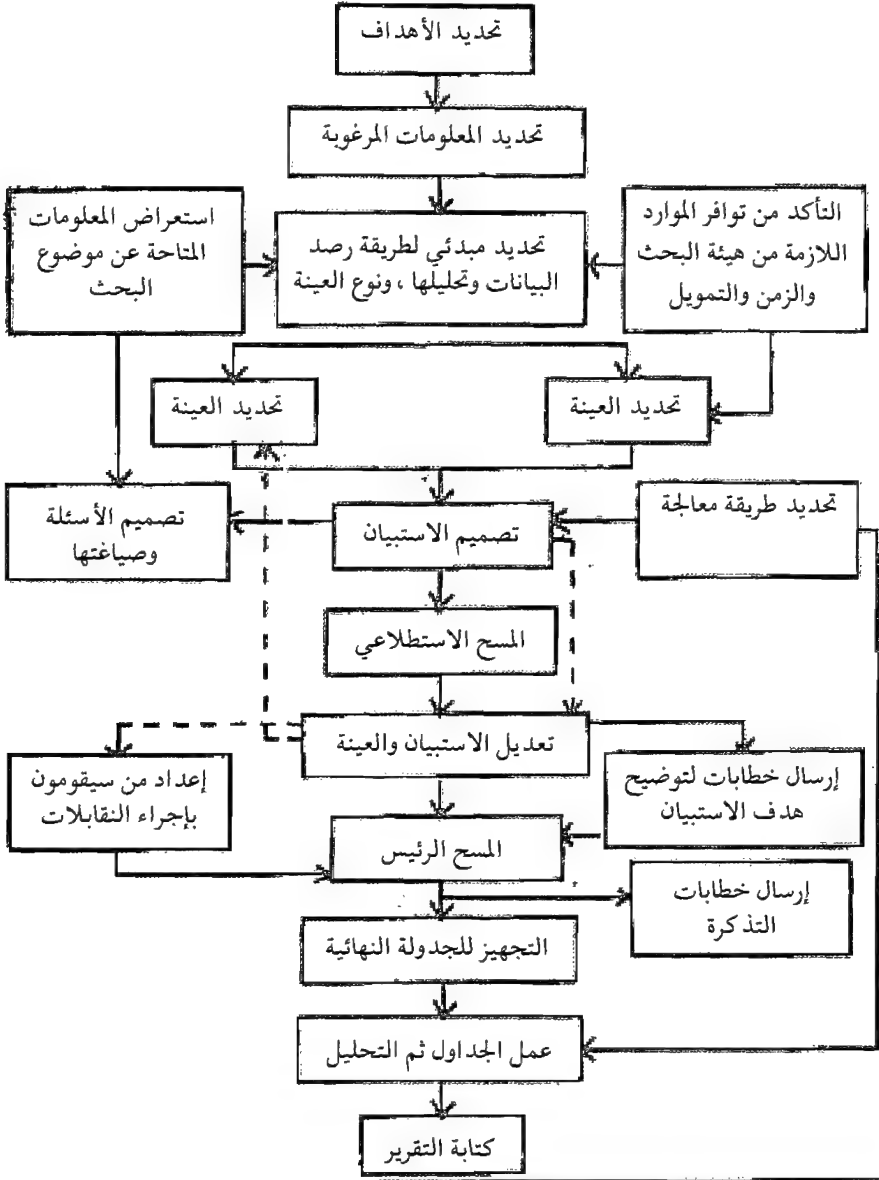 تحديد الأهداف
تحديد المعلومات المرغوبة
التأكد من توافر الموارد
اللازمة من هيئة البحث
والزمن والتمويل
تحديد مبدئي لطريقة رصد
البيانات وتحليلها ، ونوع العينة
استعراض المعلومات
المتاحة عن موضوع
البحث
تحديد العينة
تحديد العينة
تحديد طريقة معالجة
تصميم الاستبيان
تصميم الأسئلة
وصياغتها
المسح الاستطلاعي
تعديل الاستبيان والعينة
إرسال خطابات لتوضيح
هدف الاستبيان
إعداد من سيقومون
بإجراء النقابلات
المسح الرئيس
إرسال خطابات
التذكرة
التجهيز للجدولة النهائية
عمل الجداول ثم التحليل
كتابة التقرير